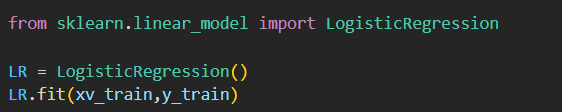 from sklearn.linear_model import LogisticRegression
LR = LogisticRegression()
LR.fit(xv_train,y_train)